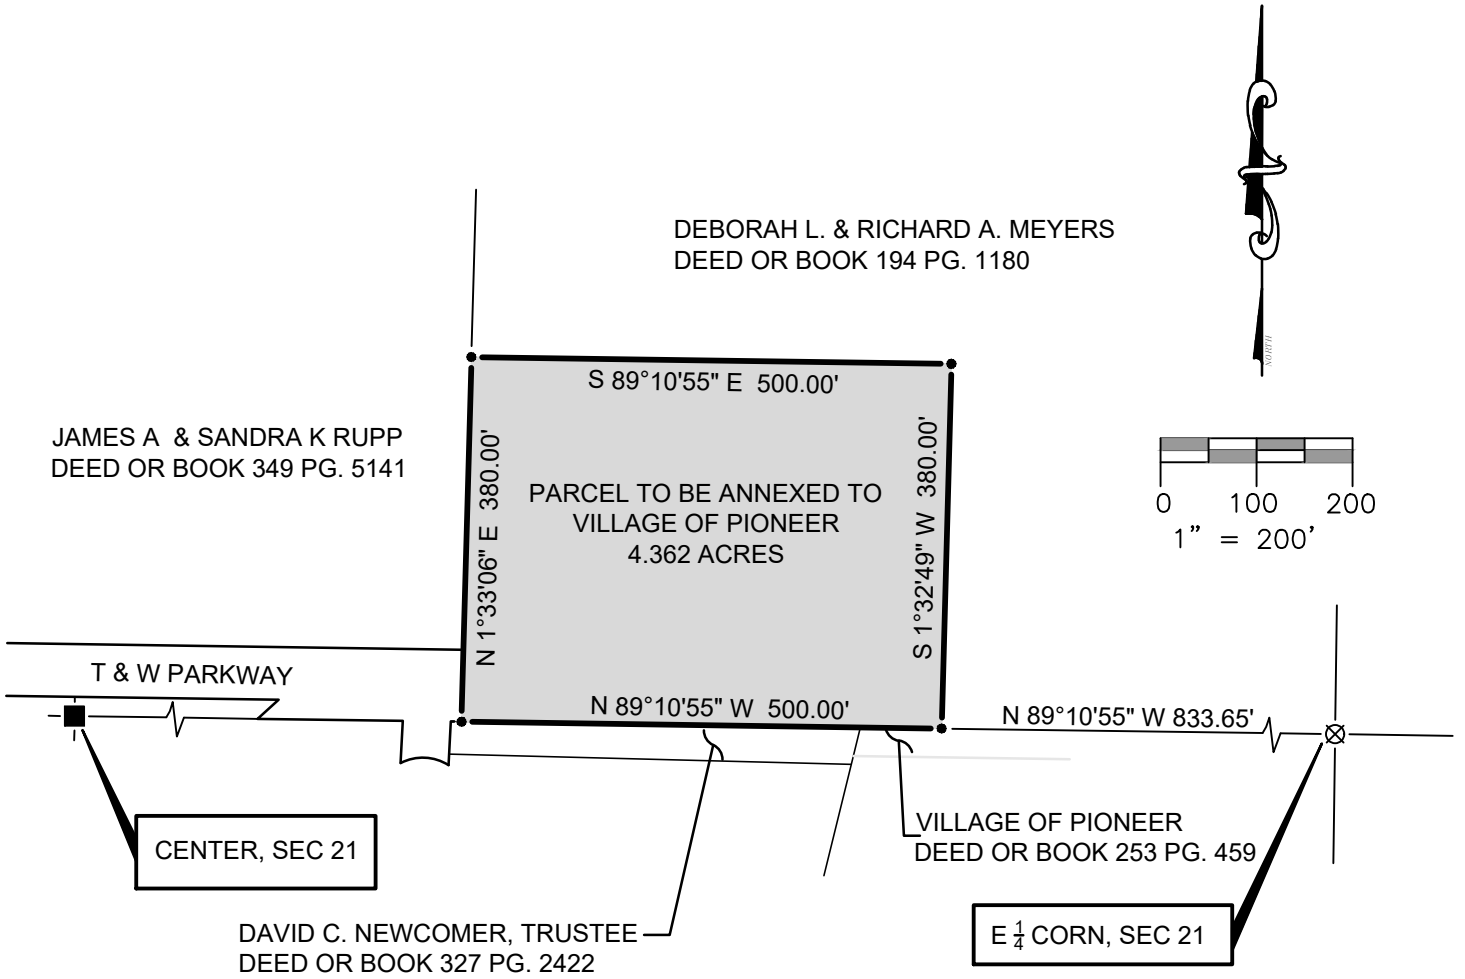 NORTH
DEBORAH L. & RICHARD A. MEYERS
DEED OR BOOK 194 PG. 1180
S 89°10'55" E 500.00'
JAMES A & SANDRA K RUPP
DEED OR BOOK 349 PG. 5141
N 1°33'06" E 380.00'
PARCEL TO BE ANNEXED TO
VILLAGE OF PIONEER
4.362 ACRES
S 1°32'49" W 380.00'
0 100 200
1" = 200'
T & W PARKWAY
N 89°10'55" W 500.00'
N 89°10'55" W 833.65'
CENTER, SEC 21
VILLAGE OF PIONEER
DEED OR BOOK 253 PG. 459
DAVID C. NEWCOMER, TRUSTEE
DEED OR BOOK 327 PG. 2422
E 1/4 CORN, SEC 21